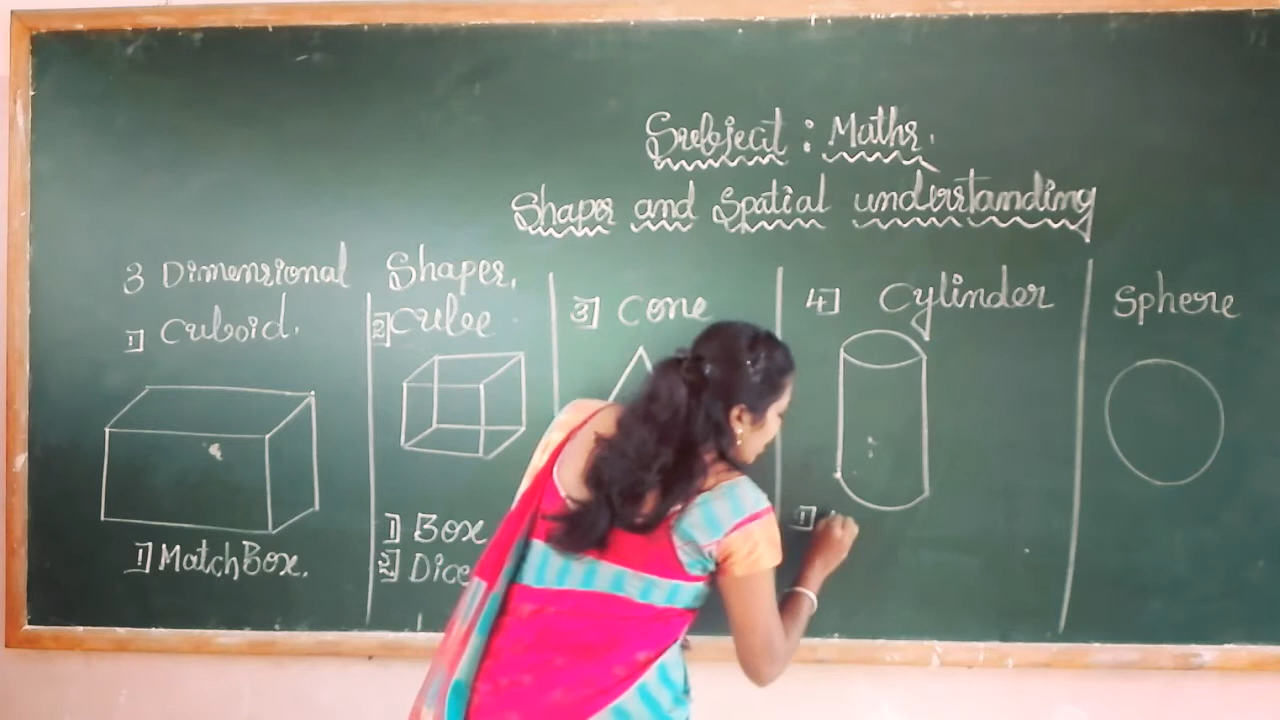 Subject : Maths.
Shapes and Spatial understanding
3 Dimensional Shapes.
1] Cuboid.
2] Cube
3] Cone
4] Cylinder
Sphere
1] MatchBox.
1] Box
2] Dice
1]